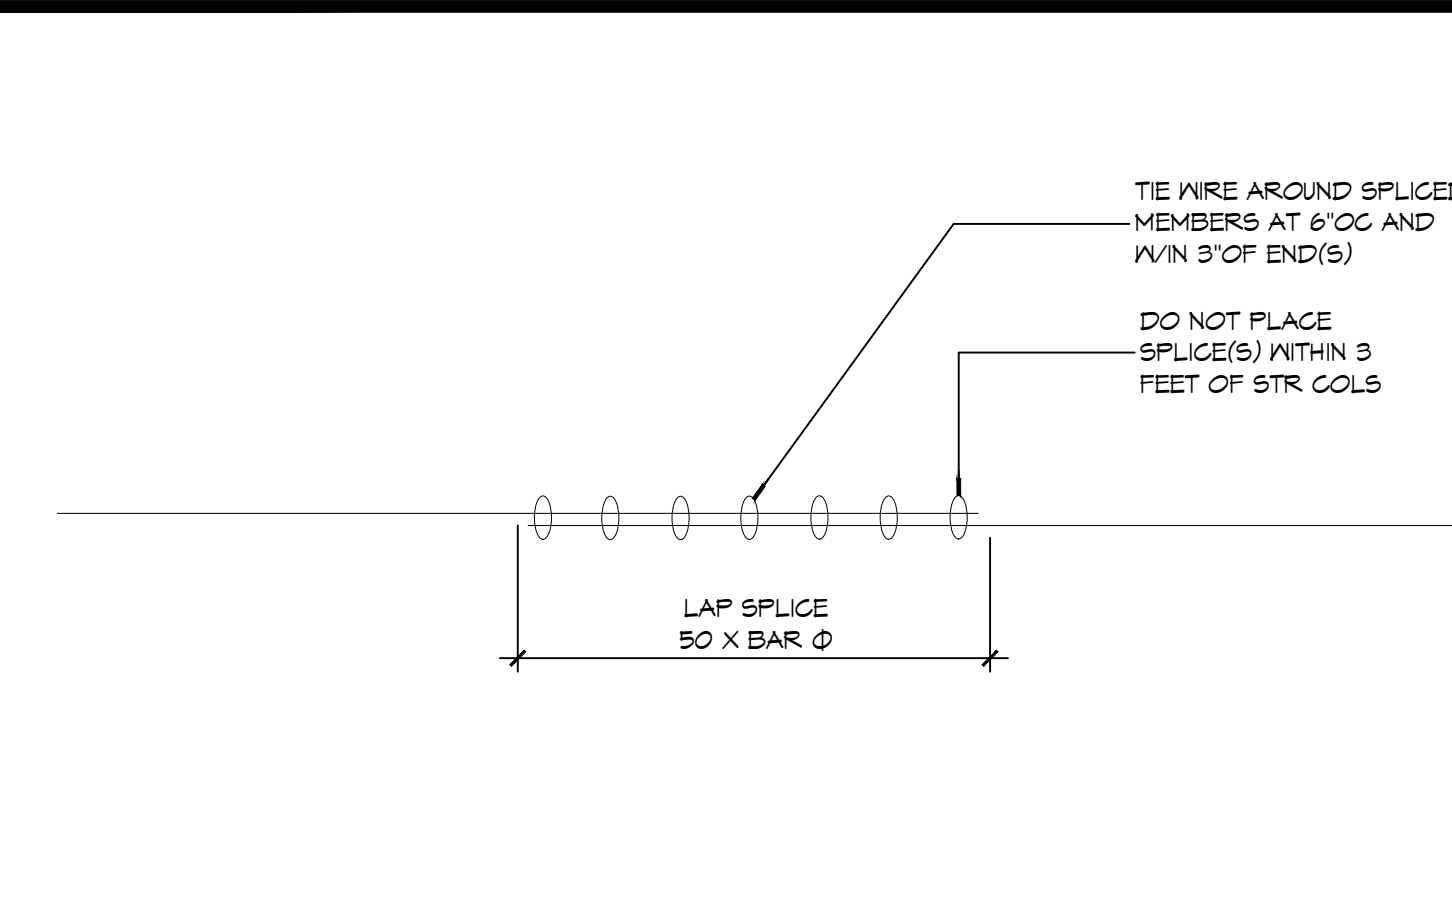 TIE WIRE AROUND SPLICED
MEMBERS AT 6"OC AND
W/IN 3"OF END(S)
DO NOT PLACE
SPLICE(S) WITHIN 3
FEET OF STR COLS
LAP SPLICE
50 X BAR Φ